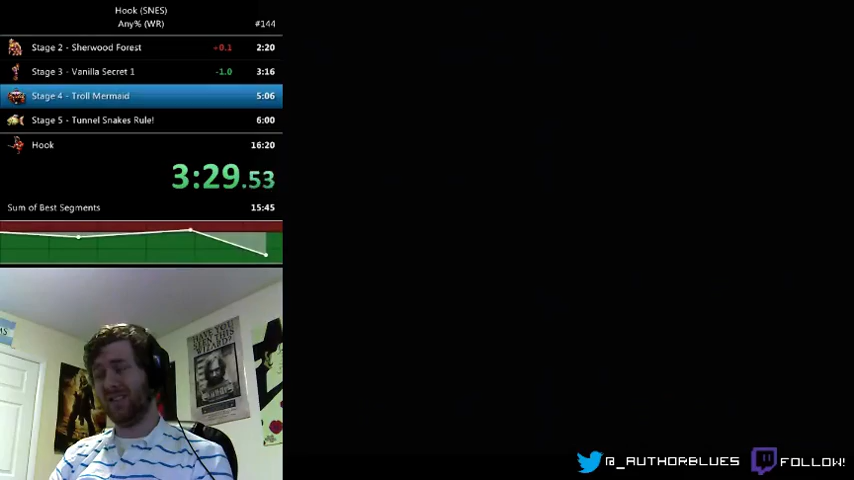 Hook (SNES)
Any% (WR) #144
Stage 2 - Sherwood Forest +0.1 2:20
Stage 3 - Vanilla Secret 1 -1.0 3:16
Stage 4 - Troll Mermaid 5:06
Stage 5 - Tunnel Snakes Rule! 6:00
Hook 16:20
3:29.53
Sum of Best Segments 15:45
HAVE YOU
SEEN THIS
WIZARD?
@_AUTHORBLUES FOLLOW!